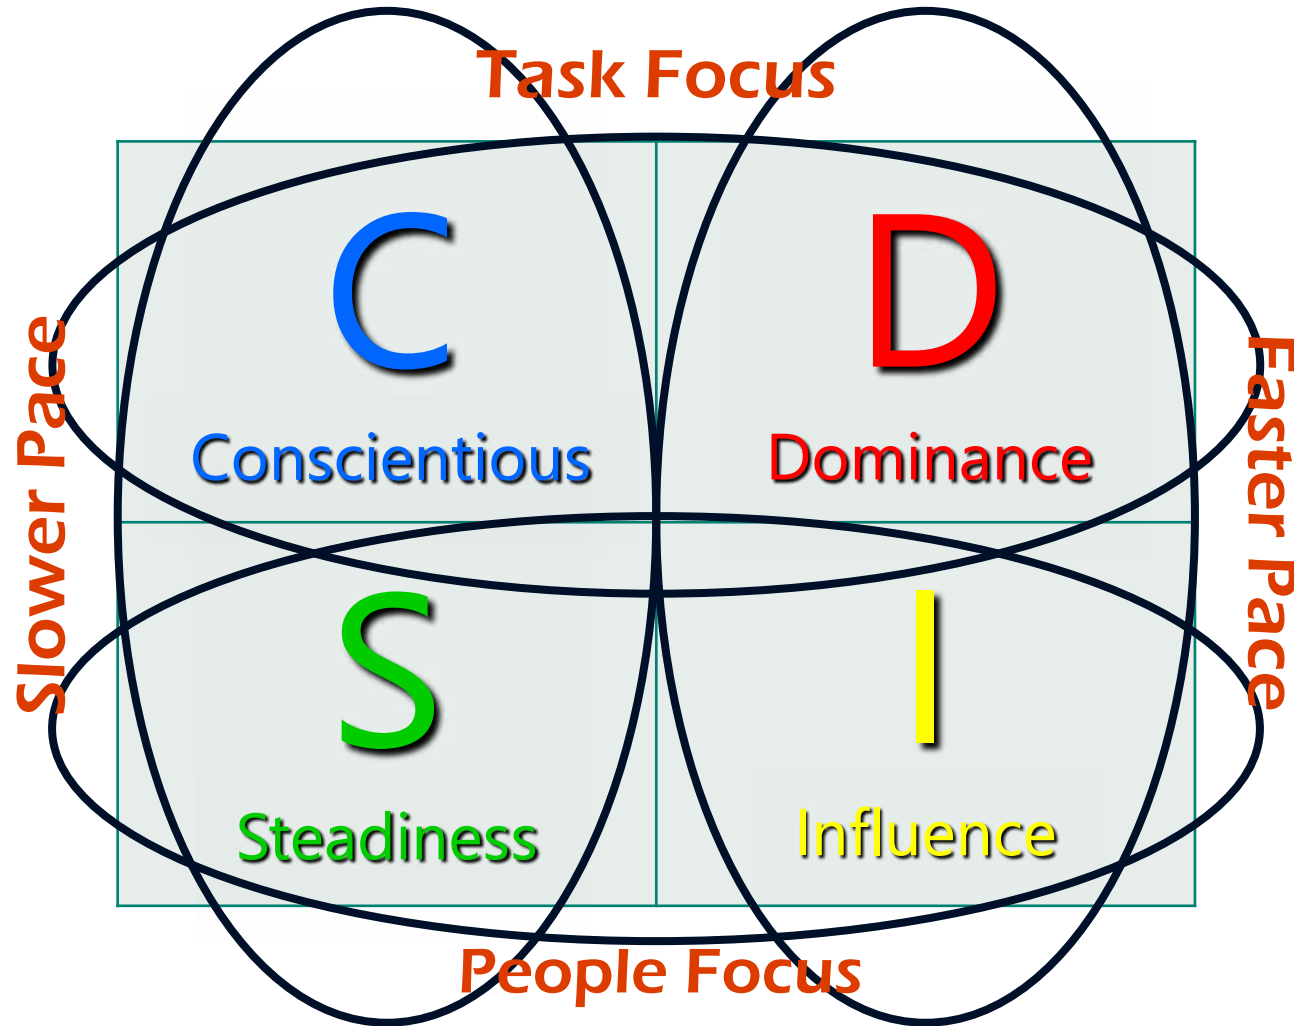 Task Focus
C
D
Conscientious
Dominance
Slower Pace
Faster Pace
S
I
Steadiness
Influence
People Focus